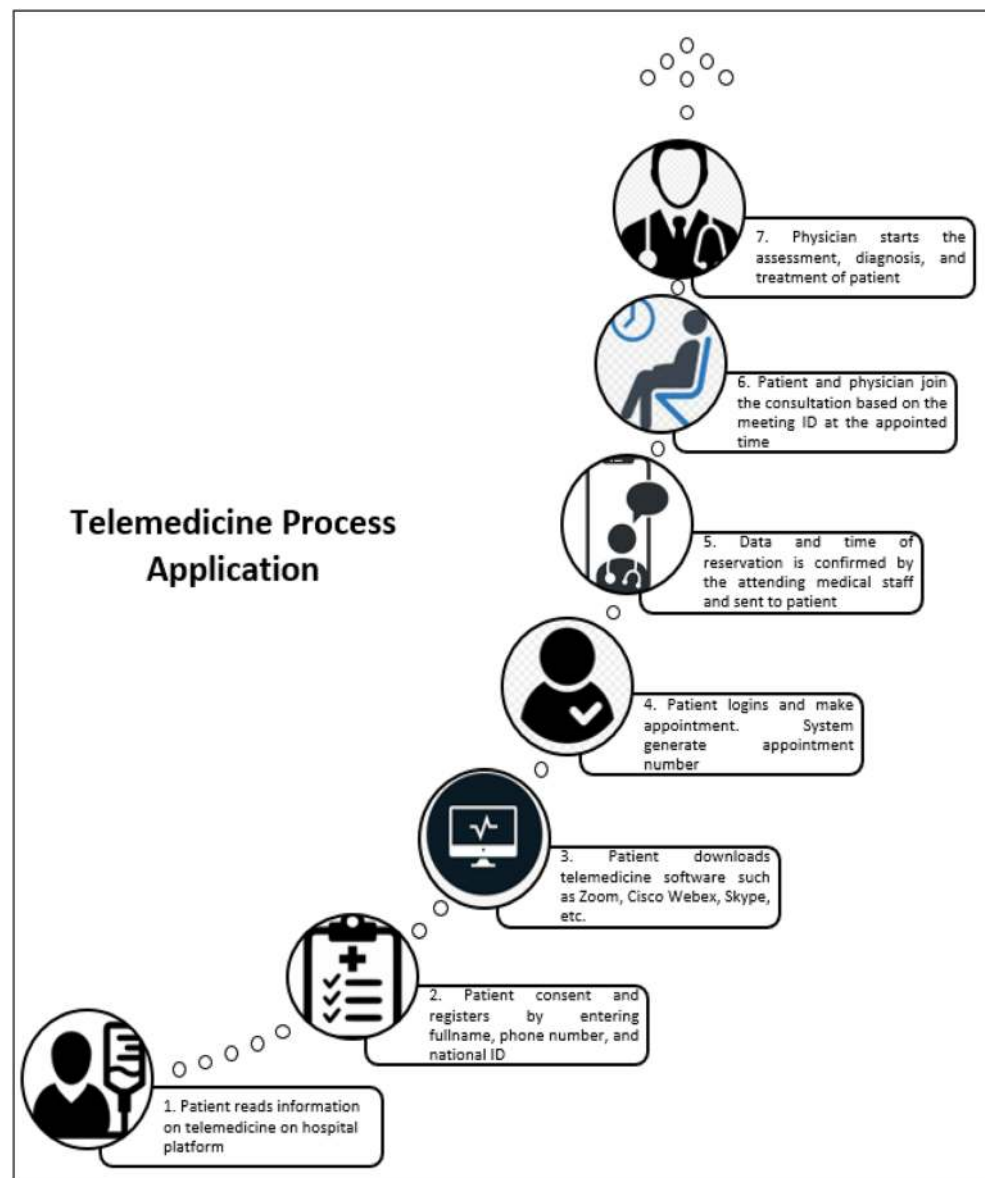 Telemedicine Process
Application
1. Patient reads information
on telemedicine on hospital
platform
2. Patient consent and
registers by entering
fullname, phone number, and
national ID
3. Patient downloads
telemedicine software such
as Zoom, Cisco Webex, Skype,
etc.
4. Patient logins and make
appointment. System
generate appointment
number
5. Data and time of
reservation is confirmed by
the attending medical staff
and sent to patient
6. Patient and physician join
the consultation based on the
meeting ID at the appointed
time
7. Physician starts the
assessment, diagnosis, and
treatment of patient